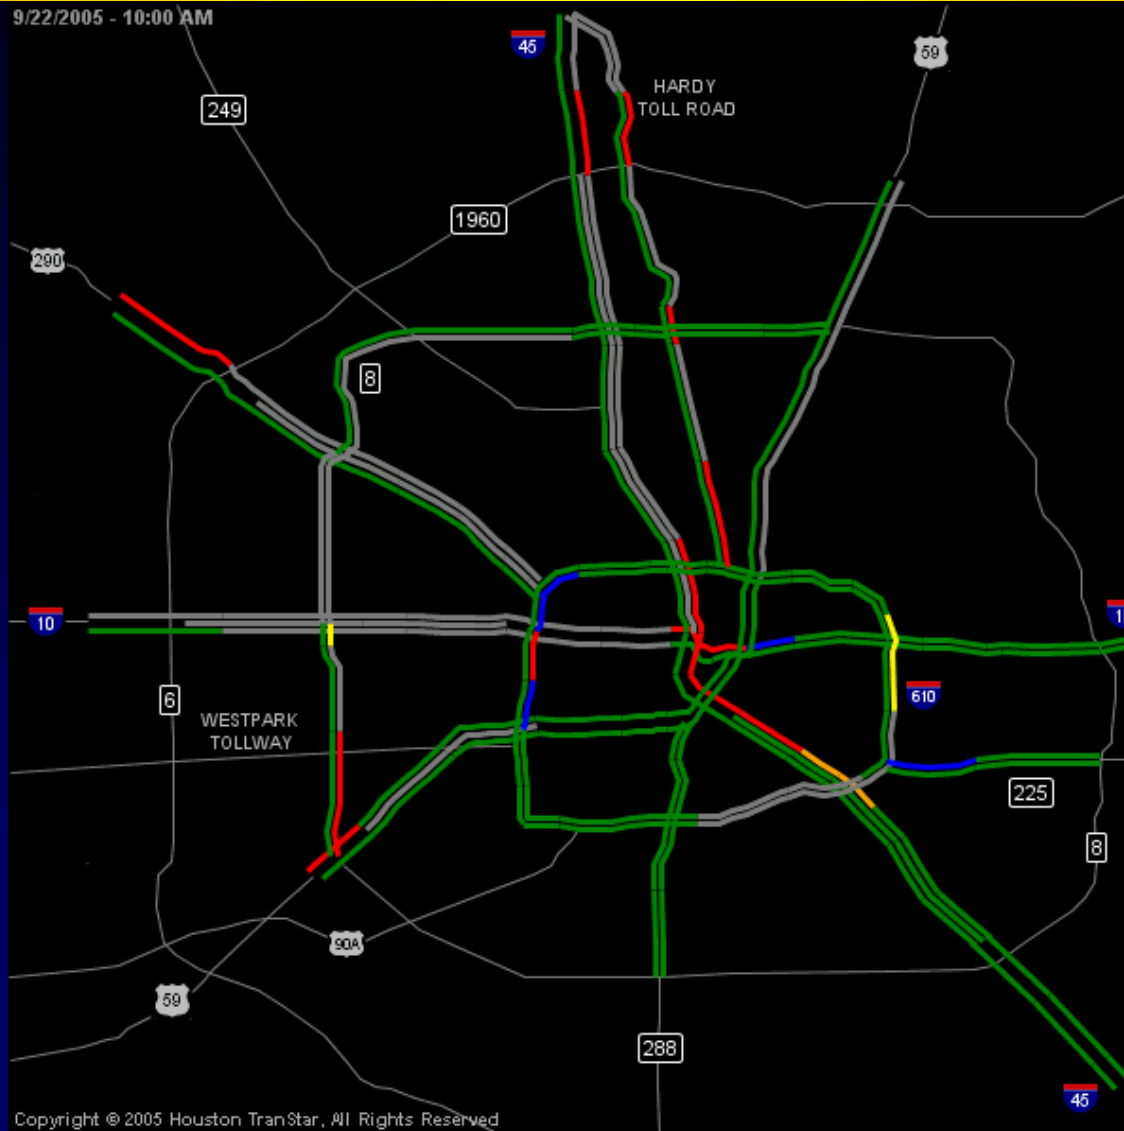 9/22/2005 - 10:00 AM
45
59
HARDY
TOLL ROAD
249
1960
290
8
10
1
610
6
WESTPARK
TOLLWAY
225
8
90A
59
288
45
Copyright © 2005 Houston TranStar, All Rights Reserved